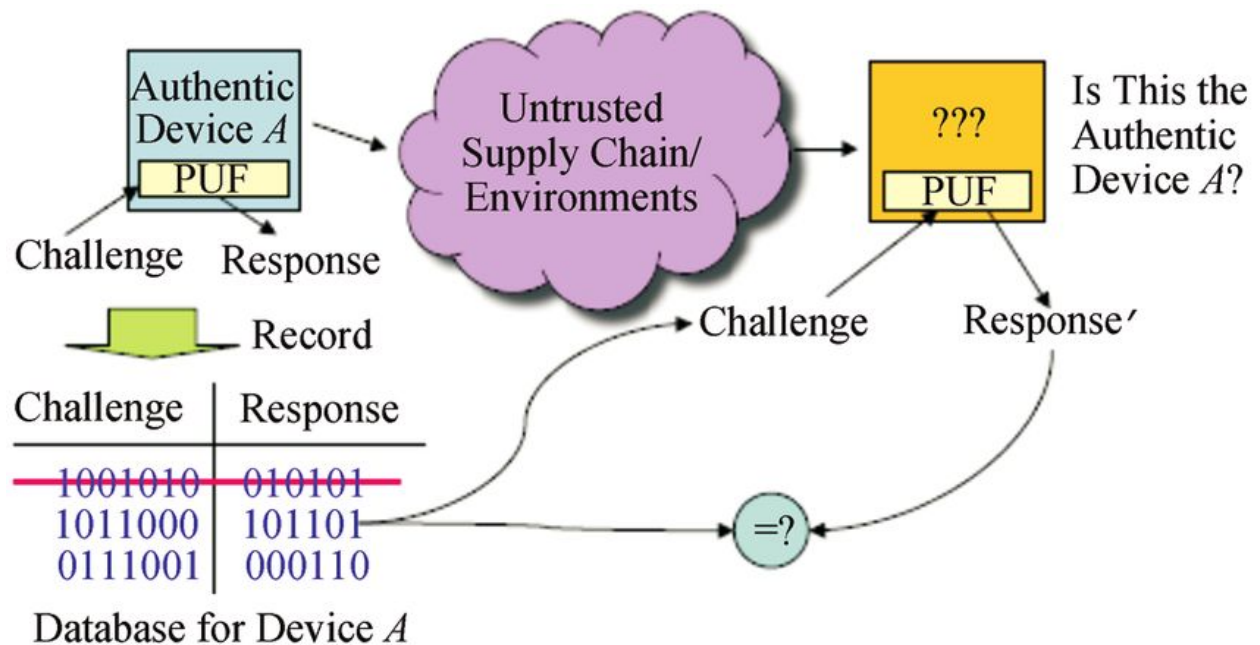 Authentic
Device A
PUF
Challenge
Response
Record
Challenge
Response
1001010
010101
1011000
101101
0111001
000110
Database for Device A
Untrusted
Supply Chain/
Environments
???
PUF
Is This the
Authentic
Device A?
Challenge
Response′
=?